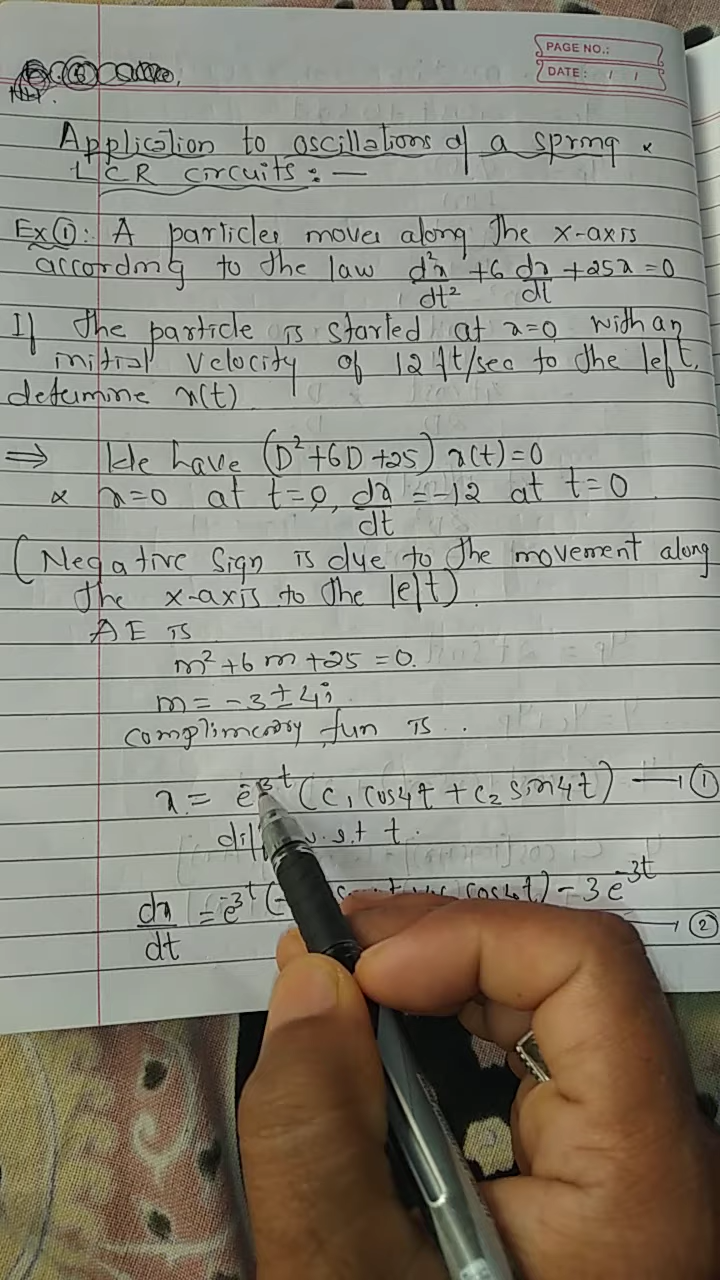 PAGE NO.:
DATE: / /
Application to oscillations of a spring &
LCR circuits: —
Ex ①: A particles moves along the x-axis
according to the law d²x/dt² + 6 dx/dt + 25x = 0
If the particle is started at x=0 with an
initial velocity of 12 ft/sec to the left,
determine x(t)
⇒ We have (D² + 6D + 25) x(t) = 0
& x=0 at t=0, dx/dt = -12 at t=0
(Negative Sign is due to the movement along
the x-axis to the left)
AE is
m² + 6m + 25 = 0.
m = -3 ± 4i
complimentary fun is .
x = e^-3t (c₁ cos4t + c₂ sin4t) — ①
diff w.s.t t.
dx/dt = e^-3t (- cos4t) - 3e^-3t
②